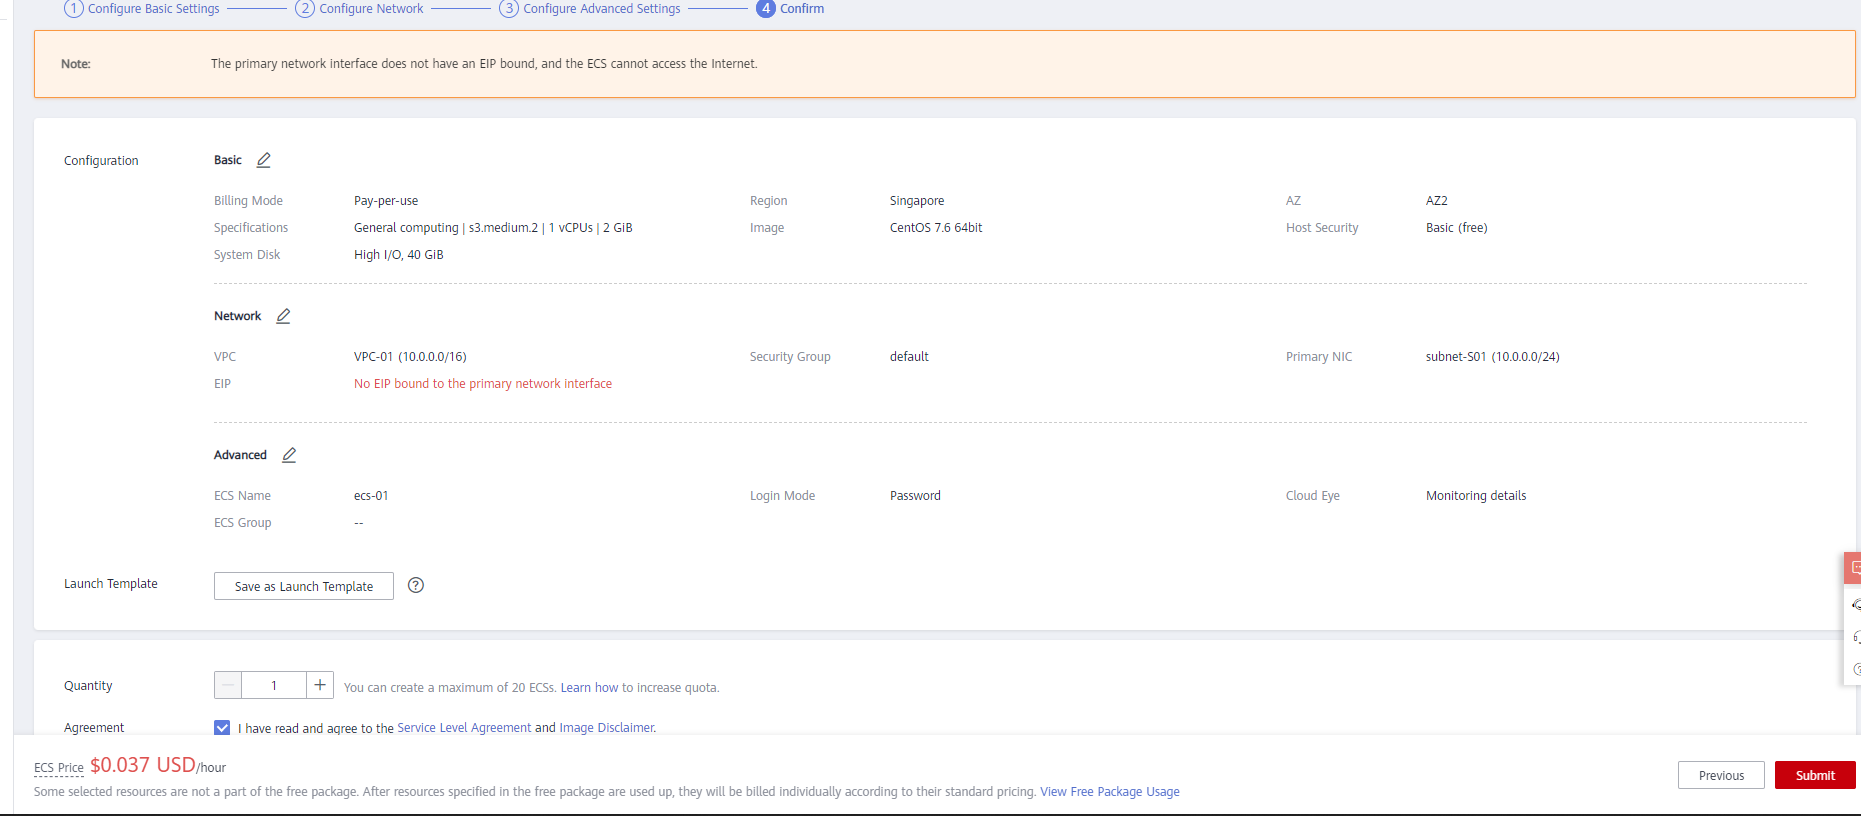 1 Configure Basic Settings 2 Configure Network 3 Configure Advanced Settings 4 Confirm
Note: The primary network interface does not have an EIP bound, and the ECS cannot access the Internet.
Configuration Basic
Billing Mode Pay-per-use Region Singapore AZ AZ2
Specifications General computing | s3.medium.2 | 1 vCPUs | 2 GiB Image CentOS 7.6 64bit Host Security Basic (free)
System Disk High I/O, 40 GiB
Network
VPC VPC-01 (10.0.0.0/16) Security Group default Primary NIC subnet-S01 (10.0.0.0/24)
EIP No EIP bound to the primary network interface
Advanced
ECS Name ecs-01 Login Mode Password Cloud Eye Monitoring details
ECS Group --
Launch Template Save as Launch Template ?
Quantity — 1 + You can create a maximum of 20 ECSs. Learn how to increase quota.
Agreement I have read and agree to the Service Level Agreement and Image Disclaimer.
ECS Price $0.037 USD/hour
Previous Submit
Some selected resources are not a part of the free package. After resources specified in the free package are used up, they will be billed individually according to their standard pricing. View Free Package Usage